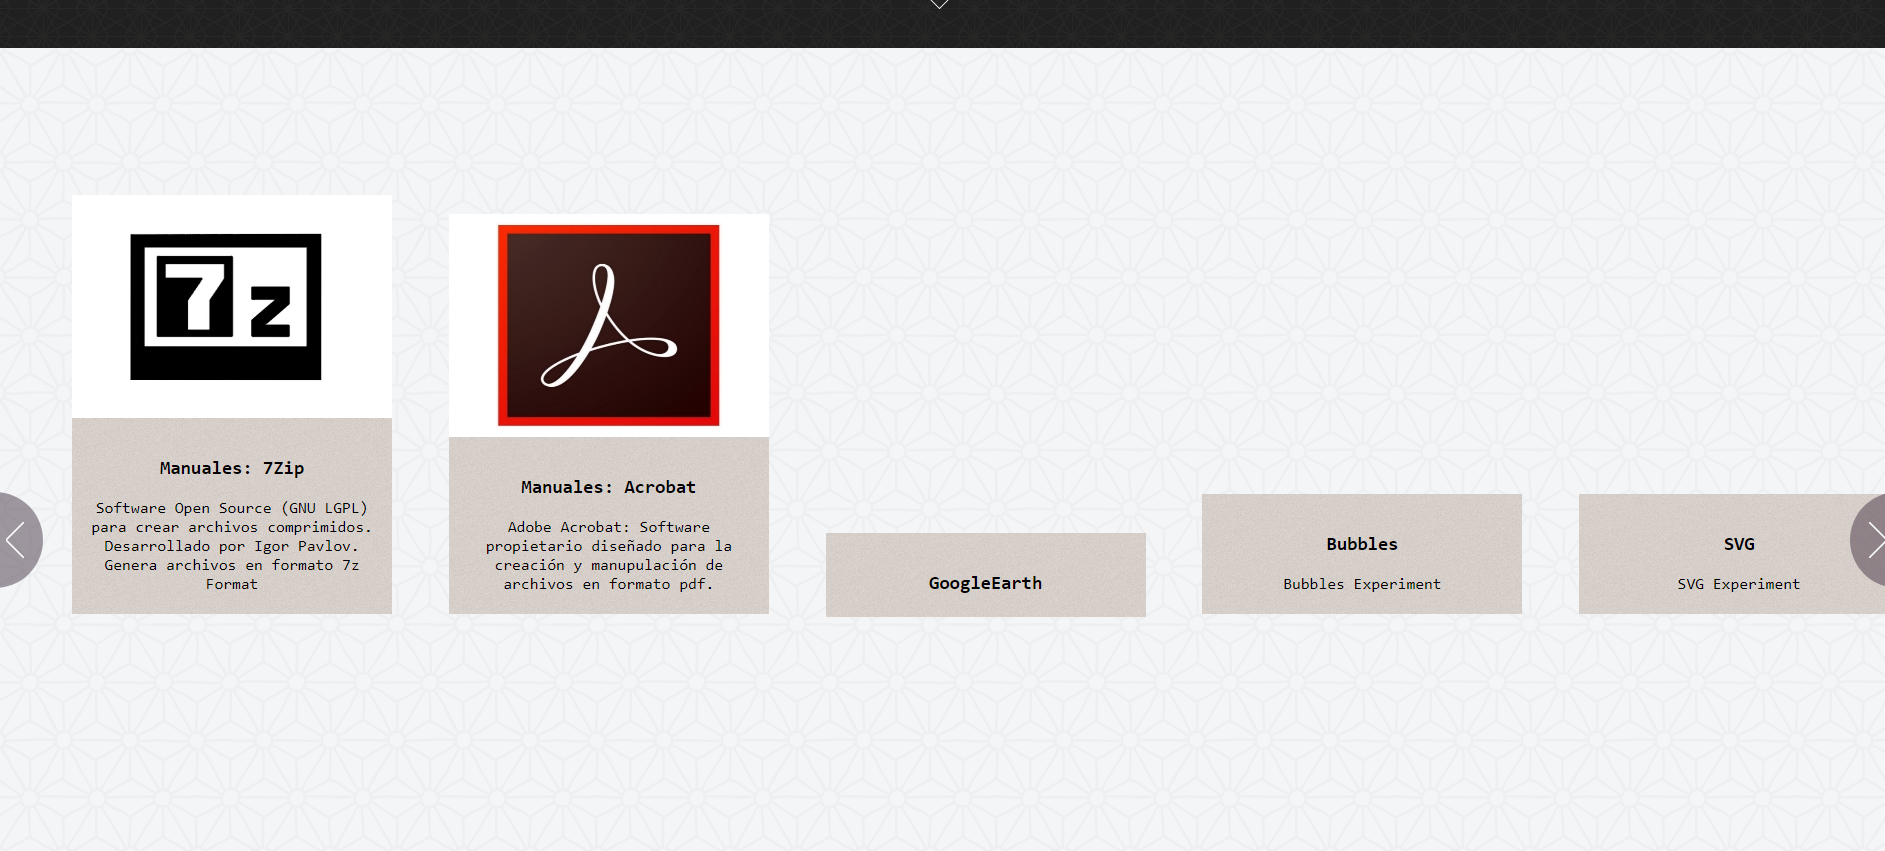 7z
Manuales: 7Zip
Software Open Source (GNU LGPL)
para crear archivos comprimidos.
Desarrollado por Igor Pavlov.
Genera archivos en formato 7z
Format
Manuales: Acrobat
Adobe Acrobat: Software
propietario diseñado para la
creación y manupulación de
archivos en formato pdf.
GoogleEarth
Bubbles
Bubbles Experiment
SVG
SVG Experiment